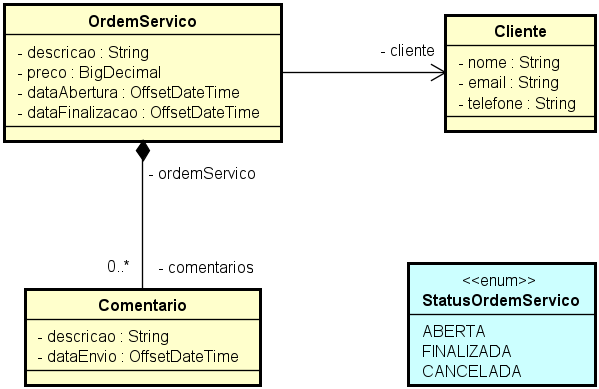 OrdemServico
- descricao : String
- preco : BigDecimal
- dataAbertura : OffsetDateTime
- dataFinalizacao : OffsetDateTime
- cliente
Cliente
- nome : String
- email : String
- telefone : String
- ordemServico
0..*
- comentarios
Comentario
- descricao : String
- dataEnvio : OffsetDateTime
<<enum>>
StatusOrdemServico
ABERTA
FINALIZADA
CANCELADA